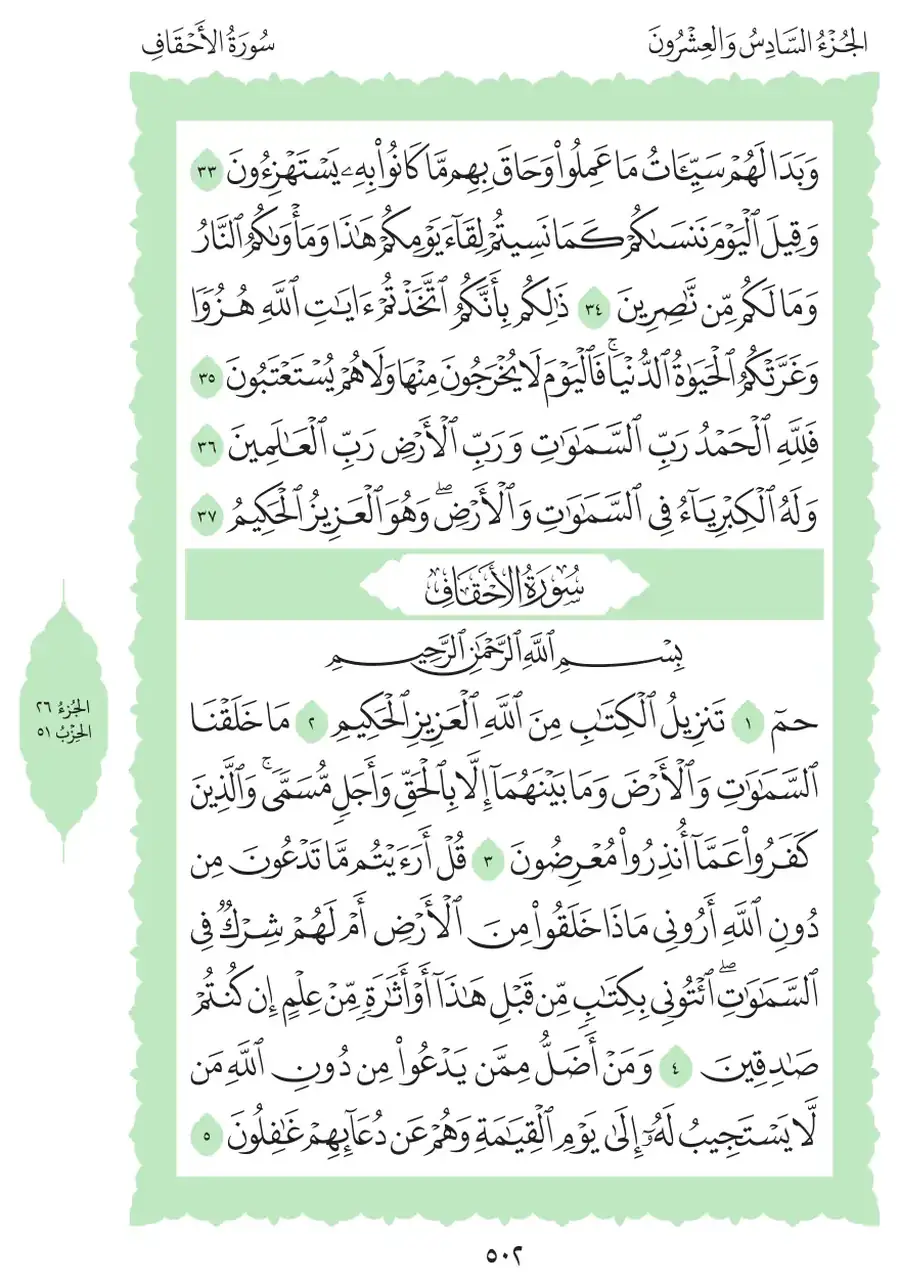 الجُزْءُ السَّادِسُ وَالعِشْرُونَ
سُورَةُ الأَحْقَافِ
وَبَدَا لَهُمْ سَيِّـَٔاتُ مَا عَمِلُوا۟ وَحَاقَ بِهِم مَّا كَانُوا۟ بِهِۦ يَسْتَهْزِءُونَ ٣٣
وَقِيلَ ٱلْيَوْمَ نَنسَىٰكُمْ كَمَا نَسِيتُمْ لِقَآءَ يَوْمِكُمْ هَٰذَا وَمَأْوَىٰكُمُ ٱلنَّارُ
وَمَا لَكُم مِّن نَّٰصِرِينَ ٣٤ ذَٰلِكُم بِأَنَّكُمُ ٱتَّخَذْتُمْ ءَايَٰتِ ٱللَّهِ هُزُوًا
وَغَرَّتْكُمُ ٱلْحَيَوٰةُ ٱلدُّنْيَا ۚ فَٱلْيَوْمَ لَا يُخْرَجُونَ مِنْهَا وَلَا هُمْ يُسْتَعْتَبُونَ ٣٥
فَلِلَّهِ ٱلْحَمْدُ رَبِّ ٱلسَّمَٰوَٰتِ وَرَبِّ ٱلْأَرْضِ رَبِّ ٱلْعَٰلَمِينَ ٣٦
وَلَهُ ٱلْكِبْرِيَآءُ فِى ٱلسَّمَٰوَٰتِ وَٱلْأَرْضِ ۖ وَهُوَ ٱلْعَزِيزُ ٱلْحَكِيمُ ٣٧
سُورَةُ الأَحْقَافِ
بِسْمِ ٱللَّهِ ٱلرَّحْمَٰنِ ٱلرَّحِيمِ
حمٓ ١ تَنزِيلُ ٱلْكِتَٰبِ مِنَ ٱللَّهِ ٱلْعَزِيزِ ٱلْحَكِيمِ ٢ مَا خَلَقْنَا
ٱلسَّمَٰوَٰتِ وَٱلْأَرْضَ وَمَا بَيْنَهُمَآ إِلَّا بِٱلْحَقِّ وَأَجَلٍ مُّسَمًّى ۚ وَٱلَّذِينَ
كَفَرُوا۟ عَمَّآ أُنذِرُوا۟ مُعْرِضُونَ ٣ قُلْ أَرَءَيْتُم مَّا تَدْعُونَ مِن
دُونِ ٱللَّهِ أَرُونِى مَاذَا خَلَقُوا۟ مِنَ ٱلْأَرْضِ أَمْ لَهُمْ شِرْكٌ فِى
ٱلسَّمَٰوَٰتِ ۖ ٱئْتُونِى بِكِتَٰبٍ مِّن قَبْلِ هَٰذَآ أَوْ أَثَٰرَةٍ مِّنْ عِلْمٍ إِن كُنتُمْ
صَٰدِقِينَ ٤ وَمَنْ أَضَلُّ مِمَّن يَدْعُوا۟ مِن دُونِ ٱللَّهِ مَن
لَّا يَسْتَجِيبُ لَهُۥٓ إِلَىٰ يَوْمِ ٱلْقِيَٰمَةِ وَهُمْ عَن دُعَآئِهِمْ غَٰفِلُونَ ٥
الجُزءُ ٢٦
الحِزْبُ ٥١
٥٠٢